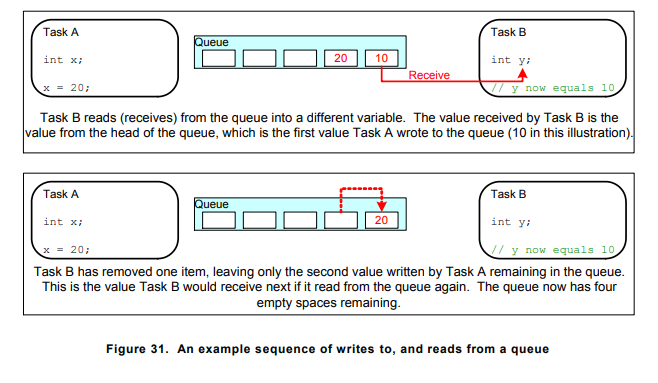 Task A
int x;
x = 20;
Queue
20
10
Receive
Task B
int y;
// y now equals 10
Task B reads (receives) from the queue into a different variable. The value received by Task B is the
value from the head of the queue, which is the first value Task A wrote to the queue (10 in this illustration).
Task A
int x;
x = 20;
Queue
20
Task B
int y;
// y now equals 10
Task B has removed one item, leaving only the second value written by Task A remaining in the queue.
This is the value Task B would receive next if it read from the queue again. The queue now has four
empty spaces remaining.
Figure 31. An example sequence of writes to, and reads from a queue